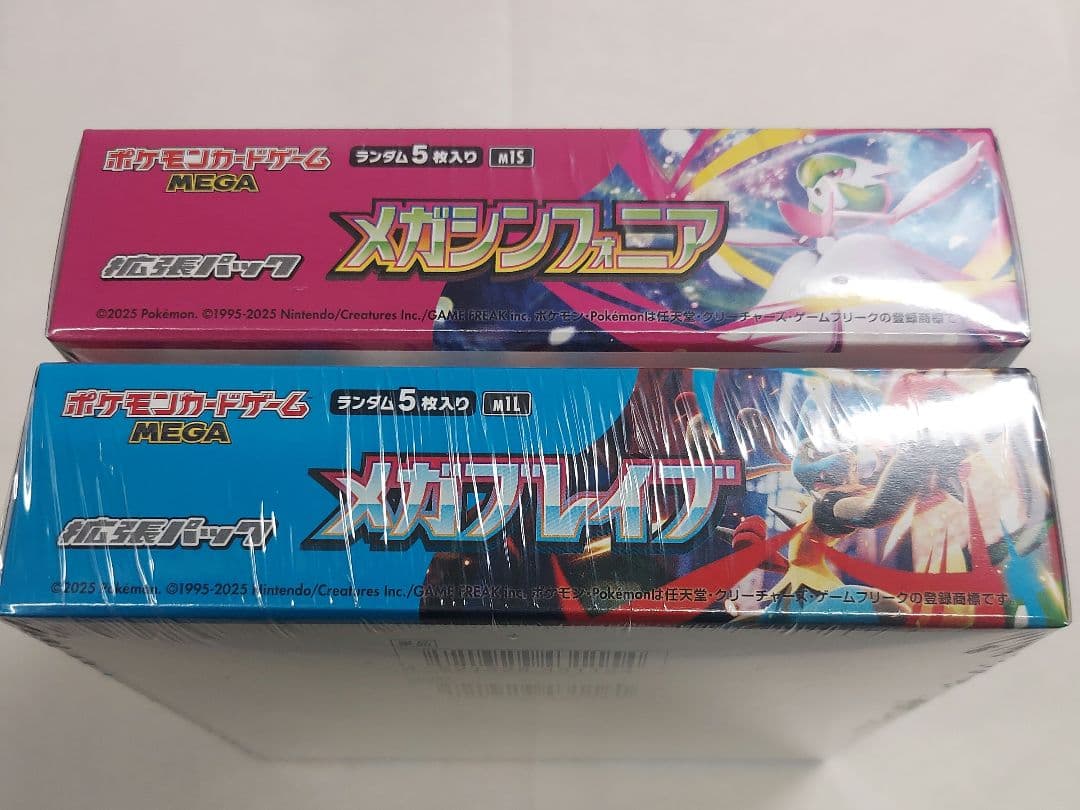 ポケモンカードゲーム
MEGA
ランダム5枚入り M1S
メガシンフォニア
拡張パック
©2025 Pokémon. ©1995-2025 Nintendo/Creatures Inc./GAME FREAK inc. ポケモン・Pokémonは任天堂・クリーチャーズ・ゲームフリークの登録商標で
ポケモンカードゲーム
MEGA
ランダム5枚入り M1L
メガブレイブ
拡張パック
©2025 Pokémon. ©1995-2025 Nintendo/Creatures Inc./GAME FREAK inc. ポケモン・Pokémonは任天堂・クリーチャーズ・ゲームフリークの登録商標です。